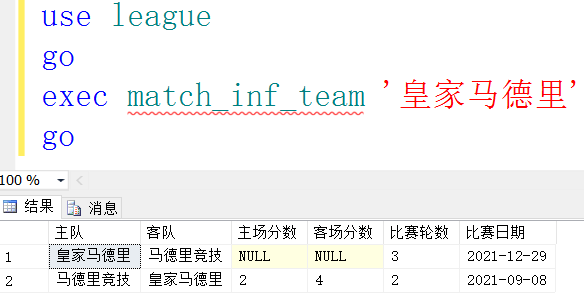 use league
go
exec match_inf_team '皇家马德里'
go
100 %
结果 消息
主队 客队 主场分数 客场分数 比赛轮数 比赛日期
1 皇家马德里 马德里竞技 NULL NULL 3 2021-12-29
2 马德里竞技 皇家马德里 2 4 2 2021-09-08